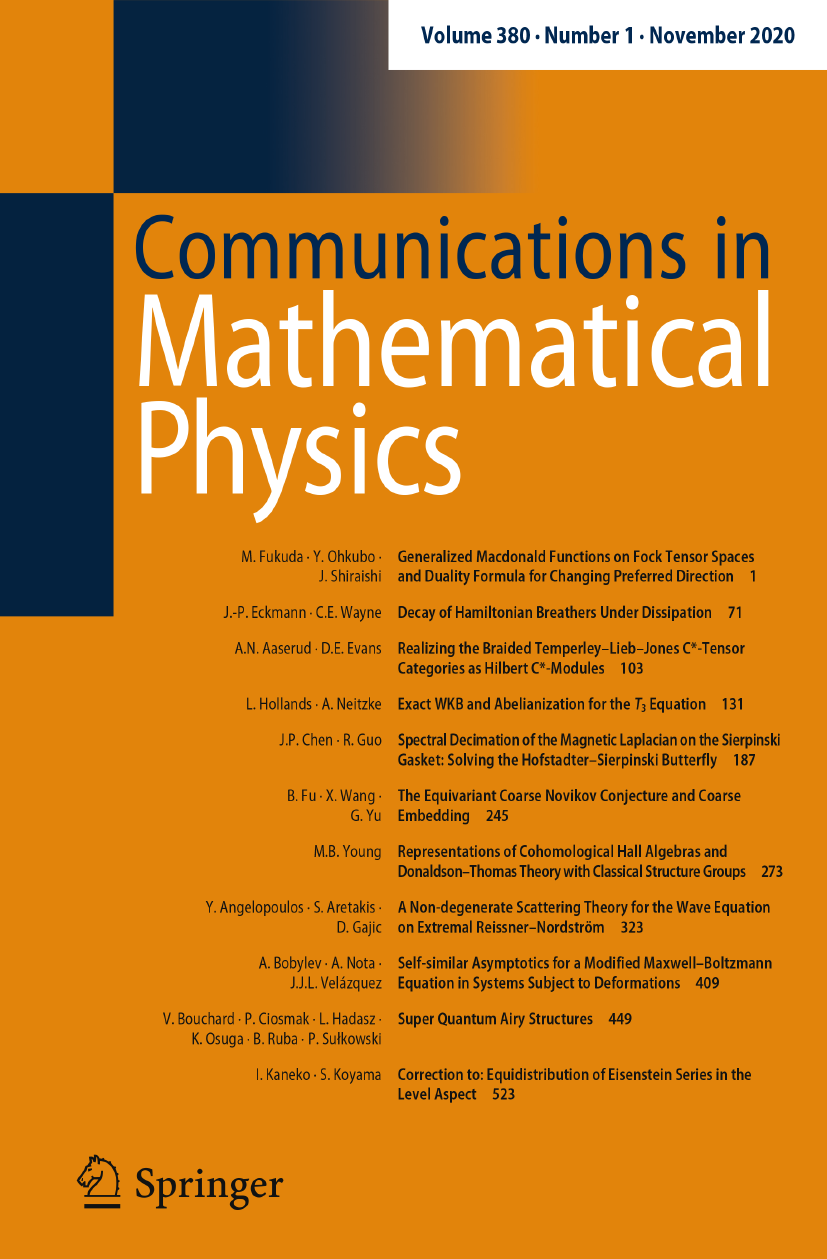 Volume 380 · Number 1 · November 2020
Communications in
Mathematical
Physics
M. Fukuda · Y. Ohkubo · Generalized Macdonald Functions on Fock Tensor Spaces
J. Shiraishi and Duality Formula for Changing Preferred Direction 1
J.-P. Eckmann · C.E. Wayne Decay of Hamiltonian Breathers Under Dissipation 71
A.N. Aaserud · D.E. Evans Realizing the Braided Temperley–Lieb–Jones C*-Tensor
Categories as Hilbert C*-Modules 103
L. Hollands · A. Neitzke Exact WKB and Abelianization for the T₃ Equation 131
J.P. Chen · R. Guo Spectral Decimation of the Magnetic Laplacian on the Sierpinski
Gasket: Solving the Hofstadter–Sierpinski Butterfly 187
B. Fu · X. Wang · The Equivariant Coarse Novikov Conjecture and Coarse
G. Yu Embedding 245
M.B. Young Representations of Cohomological Hall Algebras and
Donaldson–Thomas Theory with Classical Structure Groups 273
Y. Angelopoulos · S. Aretakis · A Non-degenerate Scattering Theory for the Wave Equation
D. Gajic on Extremal Reissner–Nordström 323
A. Bobylev · A. Nota · Self-similar Asymptotics for a Modified Maxwell–Boltzmann
J.J.L. Velázquez Equation in Systems Subject to Deformations 409
V. Bouchard · P. Ciosmak · L. Hadasz · Super Quantum Airy Structures 449
K. Osuga · B. Ruba · P. Sułkowski
I. Kaneko · S. Koyama Correction to: Equidistribution of Eisenstein Series in the
Level Aspect 523
Springer